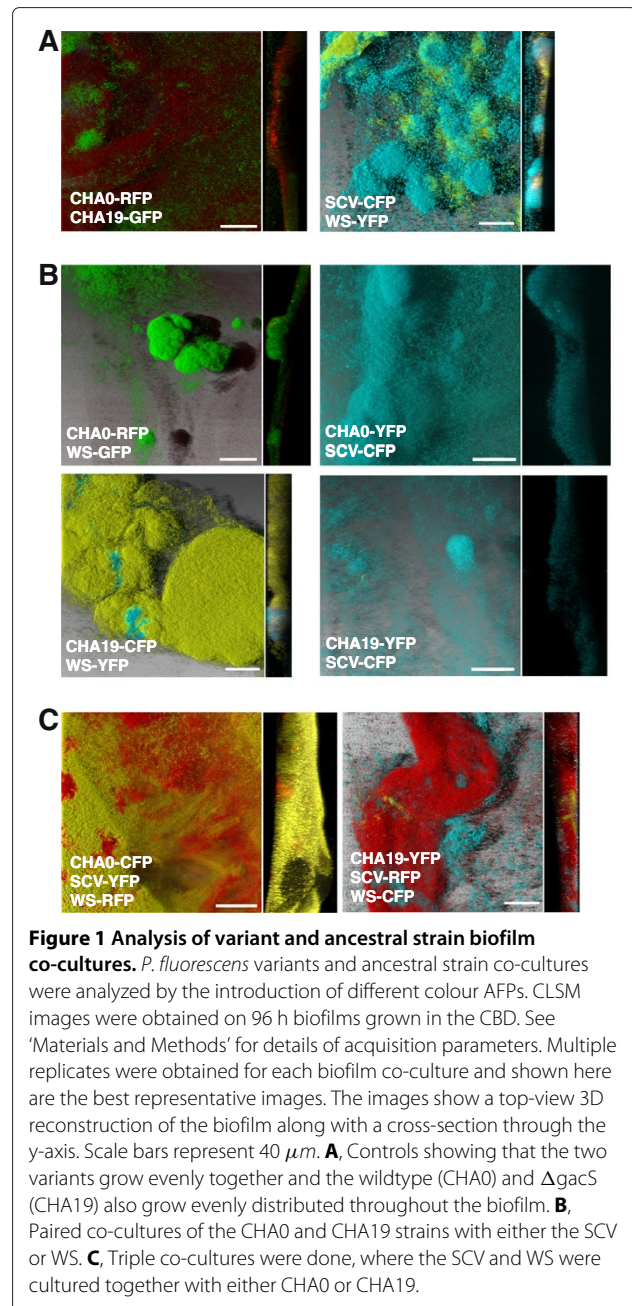 A
CHA0-RFP
CHA19-GFP
SCV-CFP
WS-YFP
B
CHA0-RFP
WS-GFP
CHA0-YFP
SCV-CFP
CHA19-CFP
WS-YFP
CHA19-YFP
SCV-CFP
C
CHA0-CFP
SCV-YFP
WS-RFP
CHA19-YFP
SCV-RFP
WS-CFP
Figure 1 Analysis of variant and ancestral strain biofilm
co-cultures. P. fluorescens variants and ancestral strain co-cultures
were analyzed by the introduction of different colour AFPs. CLSM
images were obtained on 96 h biofilms grown in the CBD. See
‘Materials and Methods’ for details of acquisition parameters. Multiple
replicates were obtained for each biofilm co-culture and shown here
are the best representative images. The images show a top-view 3D
reconstruction of the biofilm along with a cross-section through the
y-axis. Scale bars represent 40 μm. A, Controls showing that the two
variants grow evenly together and the wildtype (CHA0) and ΔgacS
(CHA19) also grow evenly distributed throughout the biofilm. B,
Paired co-cultures of the CHA0 and CHA19 strains with either the SCV
or WS. C, Triple co-cultures were done, where the SCV and WS were
cultured together with either CHA0 or CHA19.